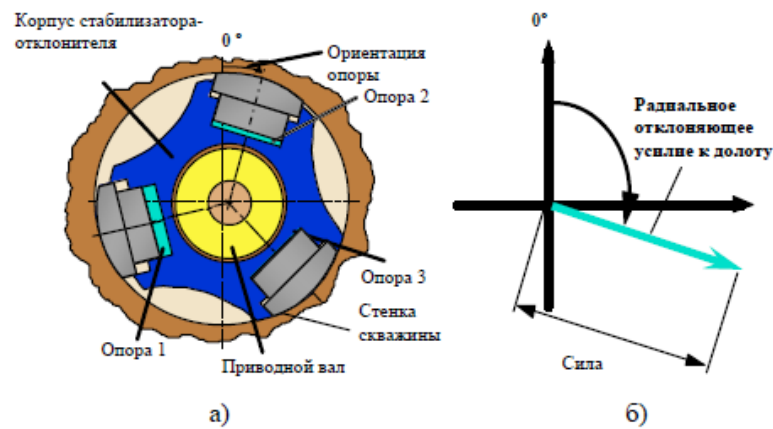 Корпус стабилизатора-
отклонителя
0 °
Ориентация
опоры
Опора 2
Опора 3
Стенка
скважины
Опора 1
Приводной вал
а)
0°
Радиальное
отклоняющее
усилие к долоту
Сила
б)